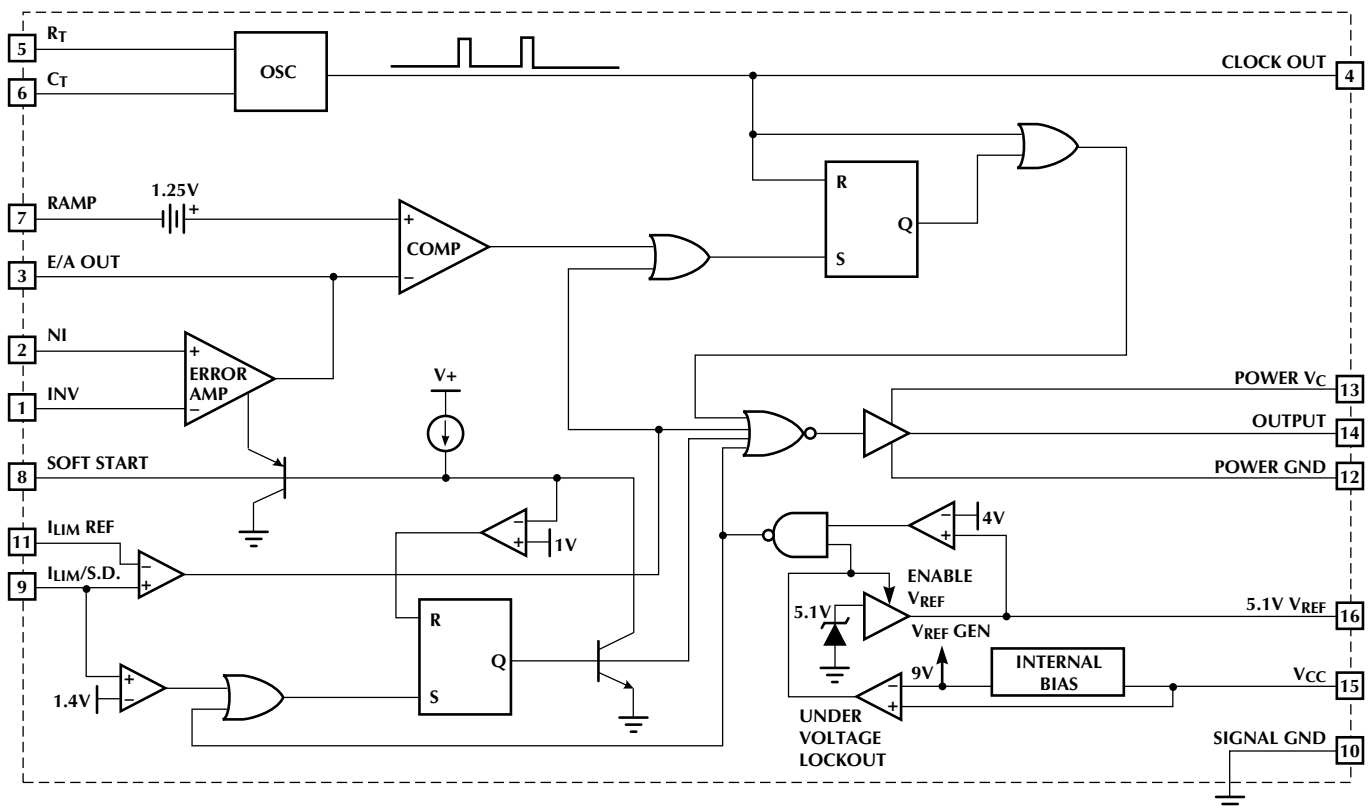 5 RT
6 CT
OSC
CLOCK OUT 4
7 RAMP
1.25V
+
+
COMP
−
R
Q
S
3 E/A OUT
2 NI
+
ERROR
AMP
−
1 INV
V+
POWER VC 13
OUTPUT 14
POWER GND 12
8 SOFT START
−
+
1V
−
+
4V
11 ILIM REF
−
+
9 ILIM/S.D.
ENABLE
VREF
5.1V
5.1V VREF 16
VREF GEN
R
Q
S
+
−
1.4V
9V
INTERNAL
BIAS
VCC 15
−
+
UNDER
VOLTAGE
LOCKOUT
SIGNAL GND 10